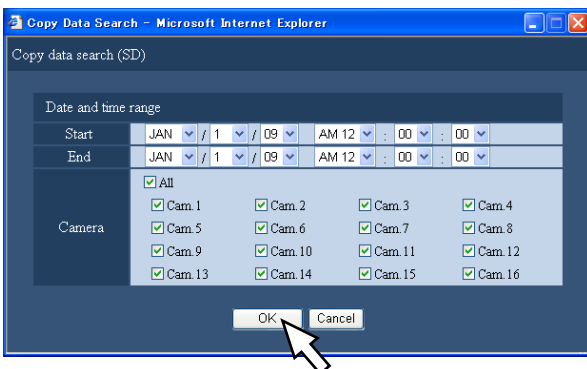 Copy Data Search - Microsoft Internet Explorer
Copy data search (SD)
Date and time range
Start JAN / 1 / 09 AM 12 : 00 : 00
End JAN / 1 / 09 AM 12 : 00 : 00
All
Cam.1 Cam.2 Cam.3 Cam.4
Camera Cam.5 Cam.6 Cam.7 Cam.8
Cam.9 Cam.10 Cam.11 Cam.12
Cam.13 Cam.14 Cam.15 Cam.16
OK Cancel